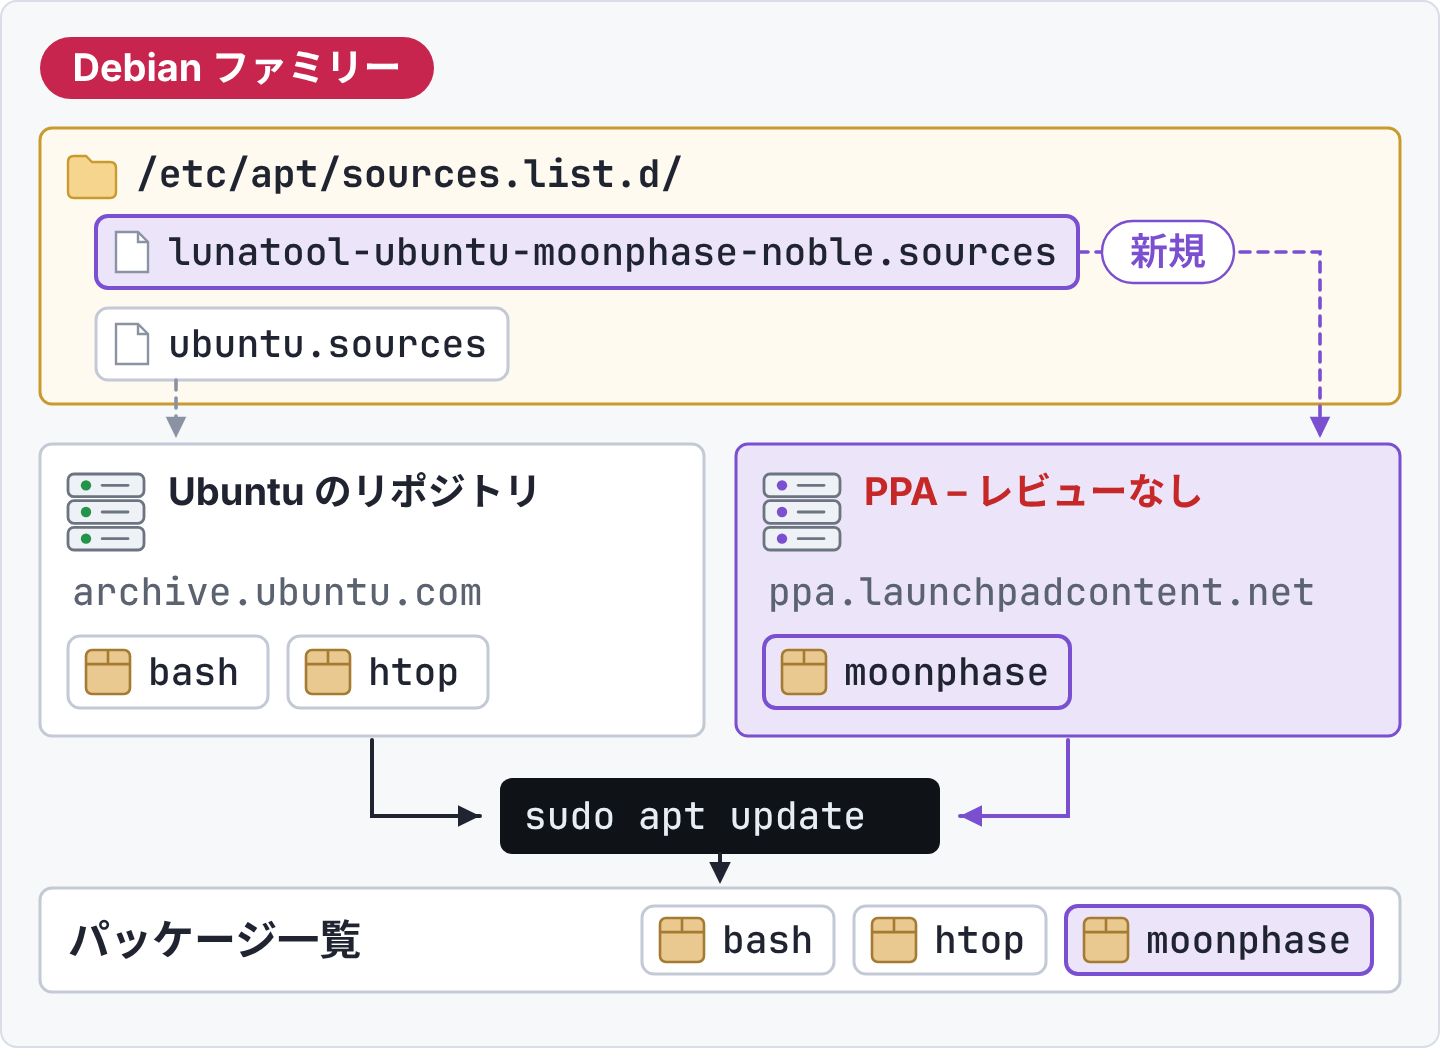 Debian ファミリー
/etc/apt/sources.list.d/
lunatool-ubuntu-moonphase-noble.sources
新規
ubuntu.sources
Ubuntu のリポジトリ
archive.ubuntu.com
bash
htop
PPA – レビューなし
ppa.launchpadcontent.net
moonphase
sudo apt update
パッケージ一覧
bash
htop
moonphase